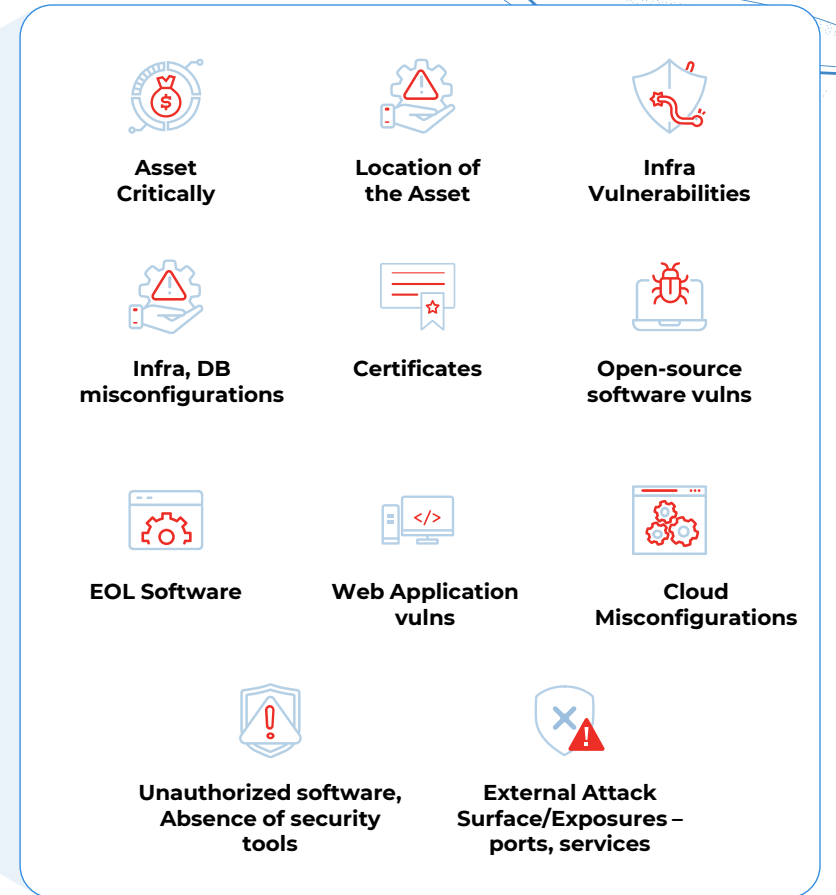 Asset
Critically
Location of
the Asset
Infra
Vulnerabilities
Infra, DB
misconfigurations
Certificates
Open-source
software vulns
EOL Software
</>
Web Application
vulns
Cloud
Misconfigurations
Unauthorized software,
Absence of security
tools
External Attack
Surface/Exposures –
ports, services